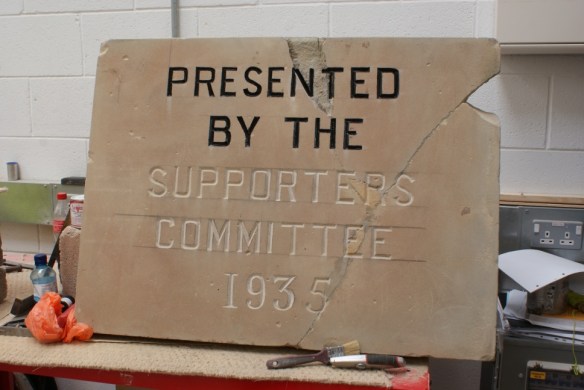 PRESENTED
BY THE
SUPPORTERS
COMMITTEE
1935